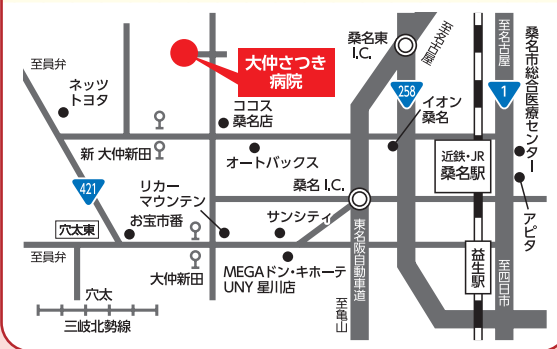 至員弁
ネッツ
トヨタ
大仲さつき
病院
桑名東
I.C.
至名古屋
至名古屋
桑名市総合医療センター
258
1
イオン
桑名
ココス
桑名店
新 大仲新田
オートバックス
近鉄・JR
桑名駅
421
リカー
マウンテン
桑名 I.C.
アピタ
穴太東
お宝市番
サンシティ
東名阪自動車道
益生駅
至員弁
大仲新田
MEGAドン・キホーテ
UNY 星川店
至四日市
穴太
三岐北勢線
至亀山